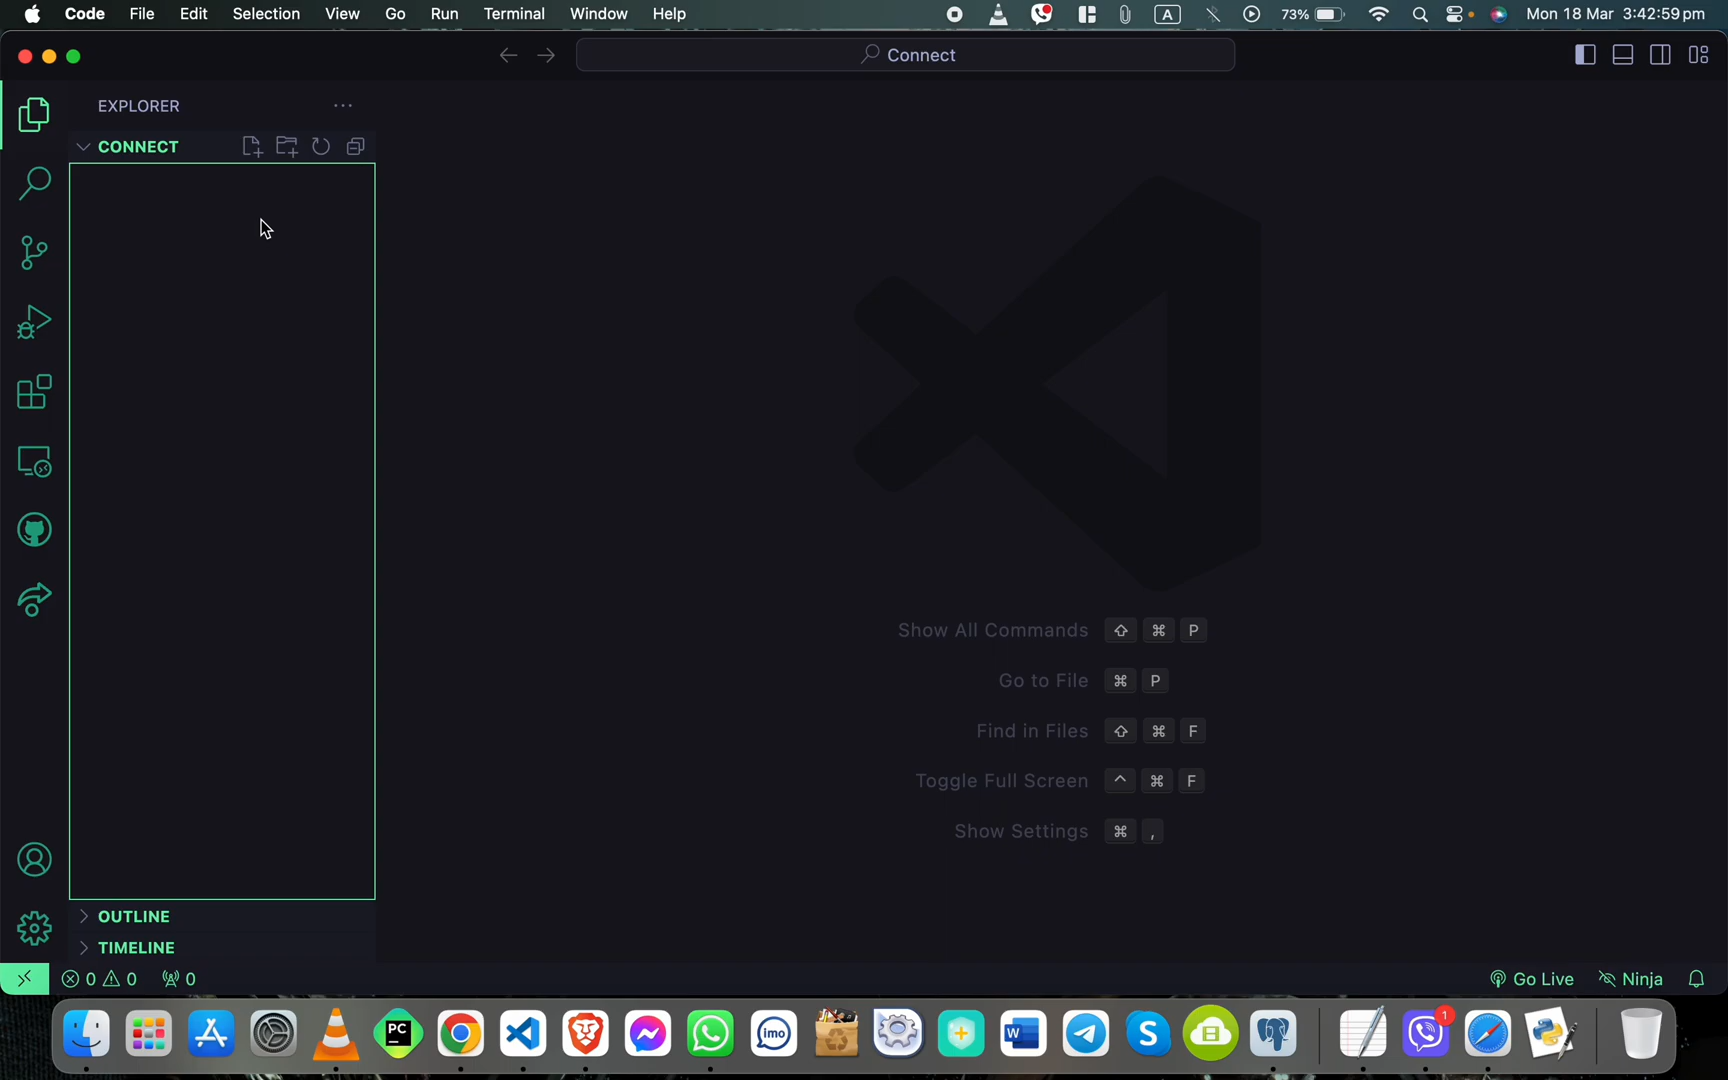 Code File Edit Selection View Go Run Terminal Window Help A 73% Mon 18 Mar 3:42:59 pm
Connect
EXPLORER
CONNECT
Show All Commands ⇧ ⌘ P
Go to File ⌘ P
Find in Files ⇧ ⌘ F
Toggle Full Screen ^ ⌘ F
Show Settings ⌘ ,
OUTLINE
TIMELINE
0 0 0 Go Live Ninja
PC imo W S 1